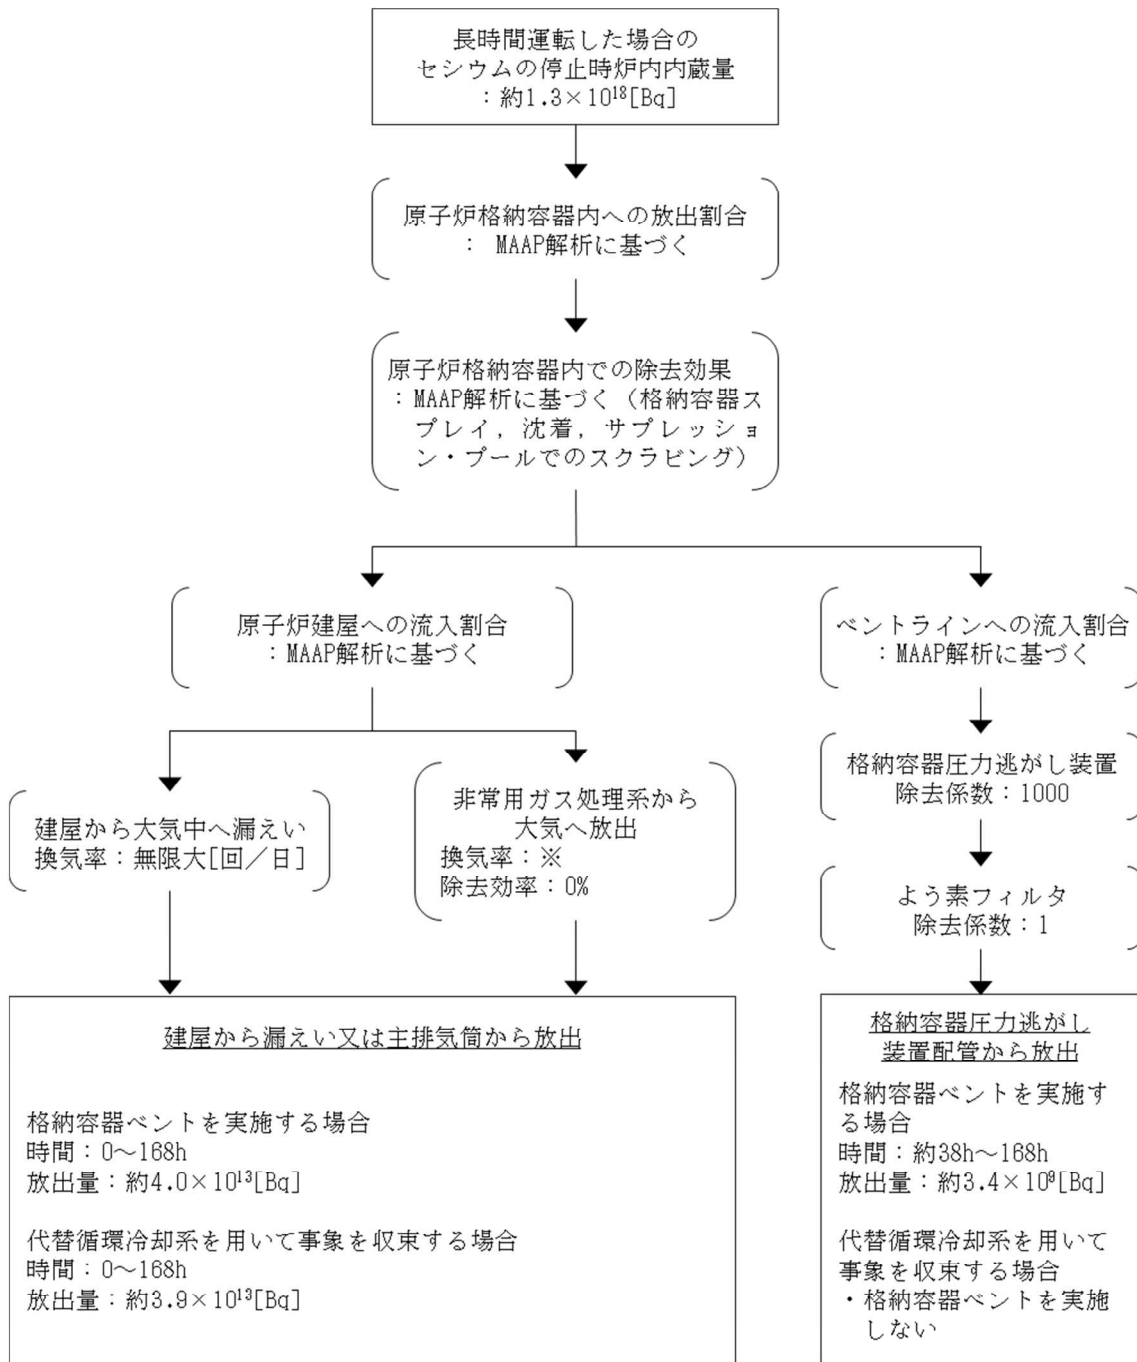 長時間運転した場合の
セシウムの停止時炉内内蔵量
：約1.3×10¹⁸[Bq]
原子炉格納容器内への放出割合
： MAAP解析に基づく
原子炉格納容器内での除去効果
：MAAP解析に基づく（格納容器ス
プレイ，沈着，サプレッショ
ン・プールでのスクラビング）
原子炉建屋への流入割合
：MAAP解析に基づく
ベントラインへの流入割合
：MAAP解析に基づく
建屋から大気中へ漏えい
換気率：無限大[回／日]
非常用ガス処理系から
大気へ放出
換気率：※
除去効率：0%
格納容器圧力逃がし装置
除去係数：1000
よう素フィルタ
除去係数：1
建屋から漏えい又は主排気筒から放出
格納容器ベントを実施する場合
時間：0～168h
放出量：約4.0×10¹³[Bq]
代替循環冷却系を用いて事象を収束する場合
時間：0～168h
放出量：約3.9×10¹³[Bq]
格納容器圧力逃がし
装置配管から放出
格納容器ベントを実施す
る場合
時間：約38h～168h
放出量：約3.4×10⁹[Bq]
代替循環冷却系を用いて
事象を収束する場合
・格納容器ベントを実施
しない